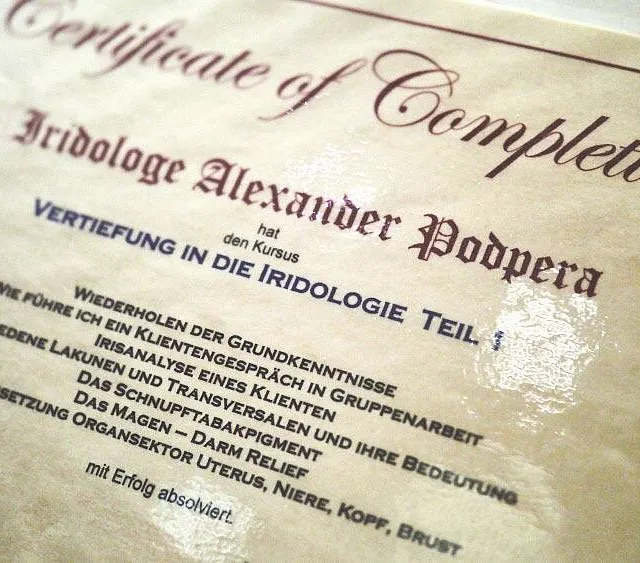 Certificate of
Iridologe Alexander Podpera
hat
den Kursus
VERTIEFUNG IN DIE IRIDOLOGIE TEIL
WIEDERHOLEN DER GRUNDKENNTNISSE
WIE FÜHRE ICH EIN KLIENTENGESPRÄCH IN GRUPPENARBEIT
IRISANALYSE EINES KLIENTEN
LAKUNEN UND TRANSVERSALEN UND IHRE BEDEUTUNG
DAS SCHNUPFTABAKPIGMENT
DAS MAGEN – DARM RELIEF
ORGANSEKTOR UTERUS, NIERE, KOPF, BRUST
mit Erfolg absolviert.